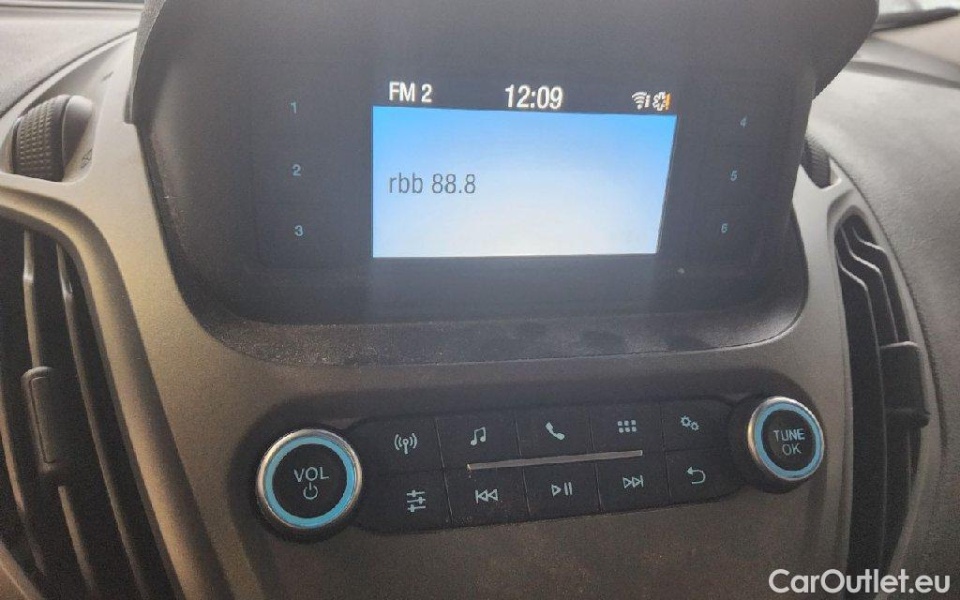 FM 2 12:09
rbb 88.8
1
2
3
4
5
6
VOL
TUNE
OK
CarOutlet.eu